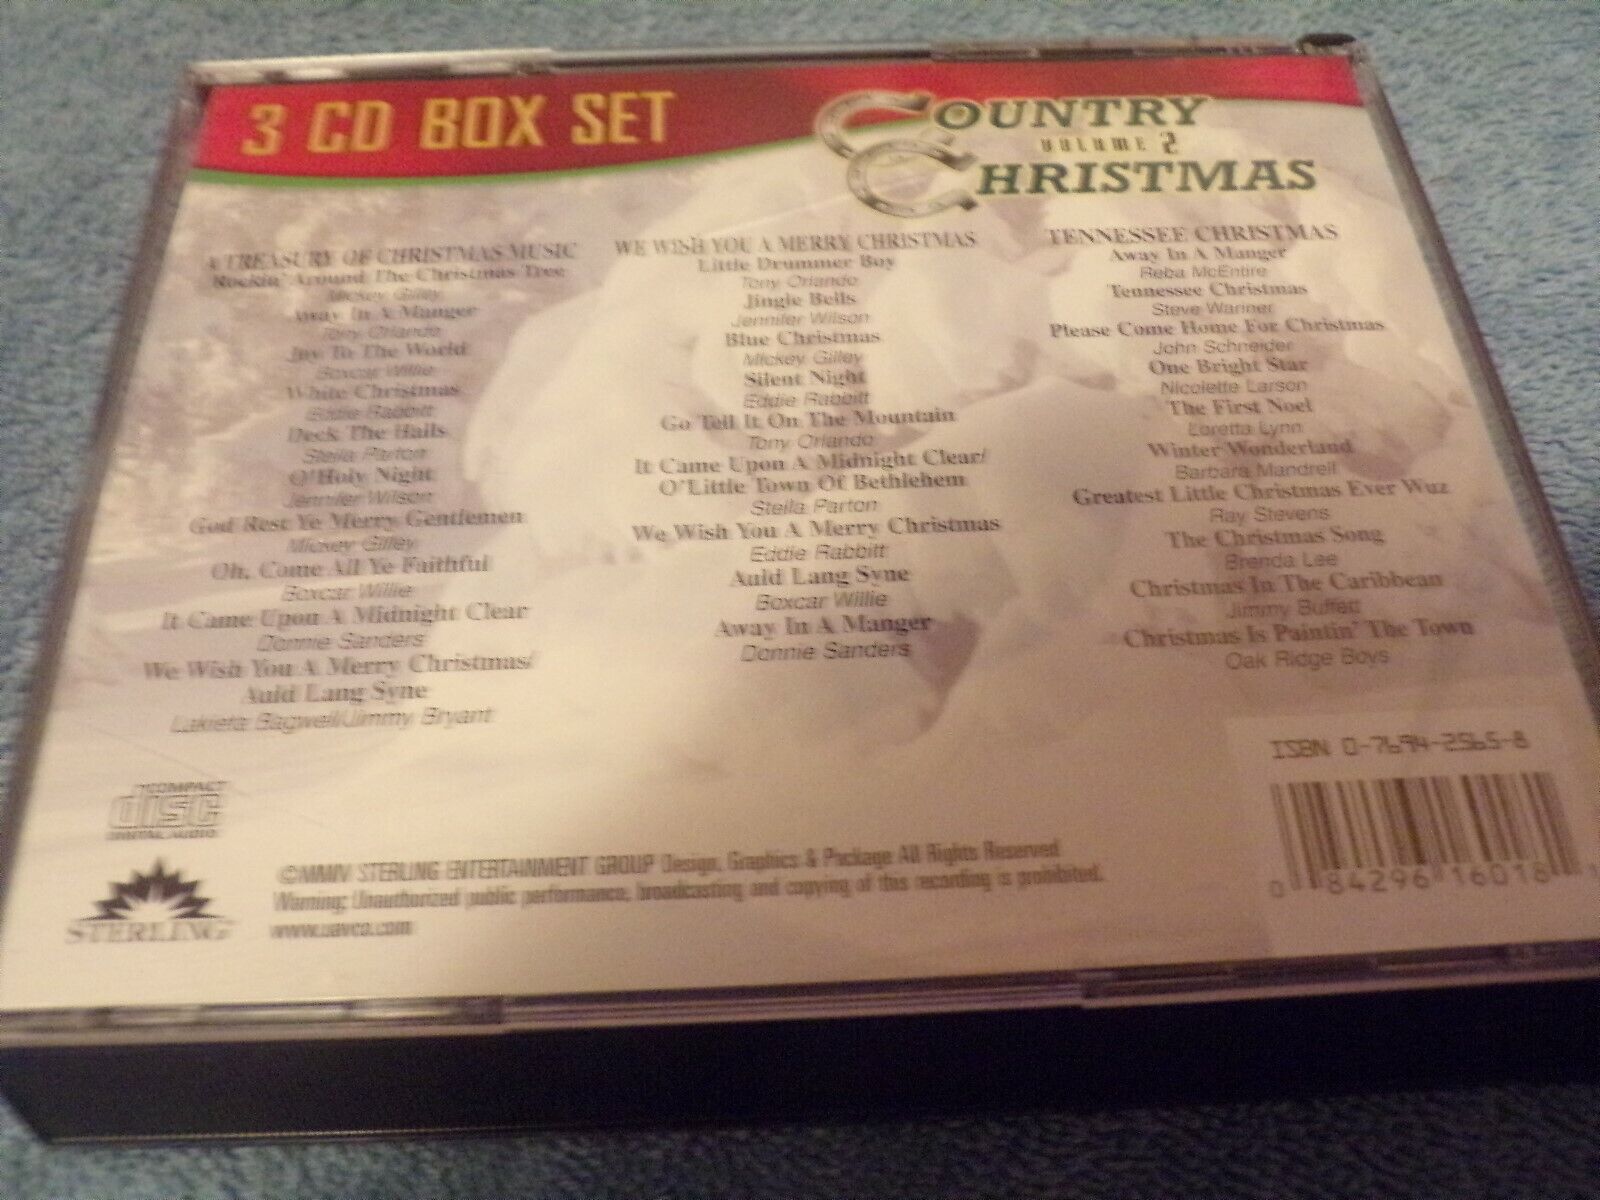 3 CD BOX SET
COUNTRY
VOLUME 2
CHRISTMAS
A TREASURY OF CHRISTMAS MUSIC
Rockin' Around The Christmas Tree
Mickey Gilley
Away In A Manger
Tony Orlando
Joy To The World
Boxcar Willie
White Christmas
Eddie Rabbitt
Deck The Halls
Stella Parton
O'Holy Night
Jennifer Wilson
God Rest Ye Merry Gentlemen
Mickey Gilley
Oh, Come All Ye Faithful
Boxcar Willie
It Came Upon A Midnight Clear
Donnie Sanders
We Wish You A Merry Christmas/
Auld Lang Syne
Lakieta Bagwell/Jimmy Bryant
WE WISH YOU A MERRY CHRISTMAS
Little Drummer Boy
Tony Orlando
Jingle Bells
Jennifer Wilson
Blue Christmas
Mickey Gilley
Silent Night
Eddie Rabbitt
Go Tell It On The Mountain
Tony Orlando
It Came Upon A Midnight Clear/
O'Little Town Of Bethlehem
Stella Parton
We Wish You A Merry Christmas
Eddie Rabbitt
Auld Lang Syne
Boxcar Willie
Away In A Manger
Donnie Sanders
TENNESSEE CHRISTMAS
Away In A Manger
Reba McEntire
Tennessee Christmas
Steve Wariner
Please Come Home For Christmas
John Schneider
One Bright Star
Nicolette Larson
The First Noel
Loretta Lynn
Winter Wonderland
Barbara Mandrell
Greatest Little Christmas Ever Wuz
Ray Stevens
The Christmas Song
Brenda Lee
Christmas In The Caribbean
Jimmy Buffett
Christmas Is Paintin' The Town
Oak Ridge Boys
COMPACT
disc
DIGITAL AUDIO
STERLING
©MMIV STERLING ENTERTAINMENT GROUP Design, Graphics & Package All Rights Reserved
Warning: Unauthorized public performance, broadcasting and copying of this recording is prohibited.
www.uavco.com
ISBN 0-7694-2565-8
0 84296 16018 1